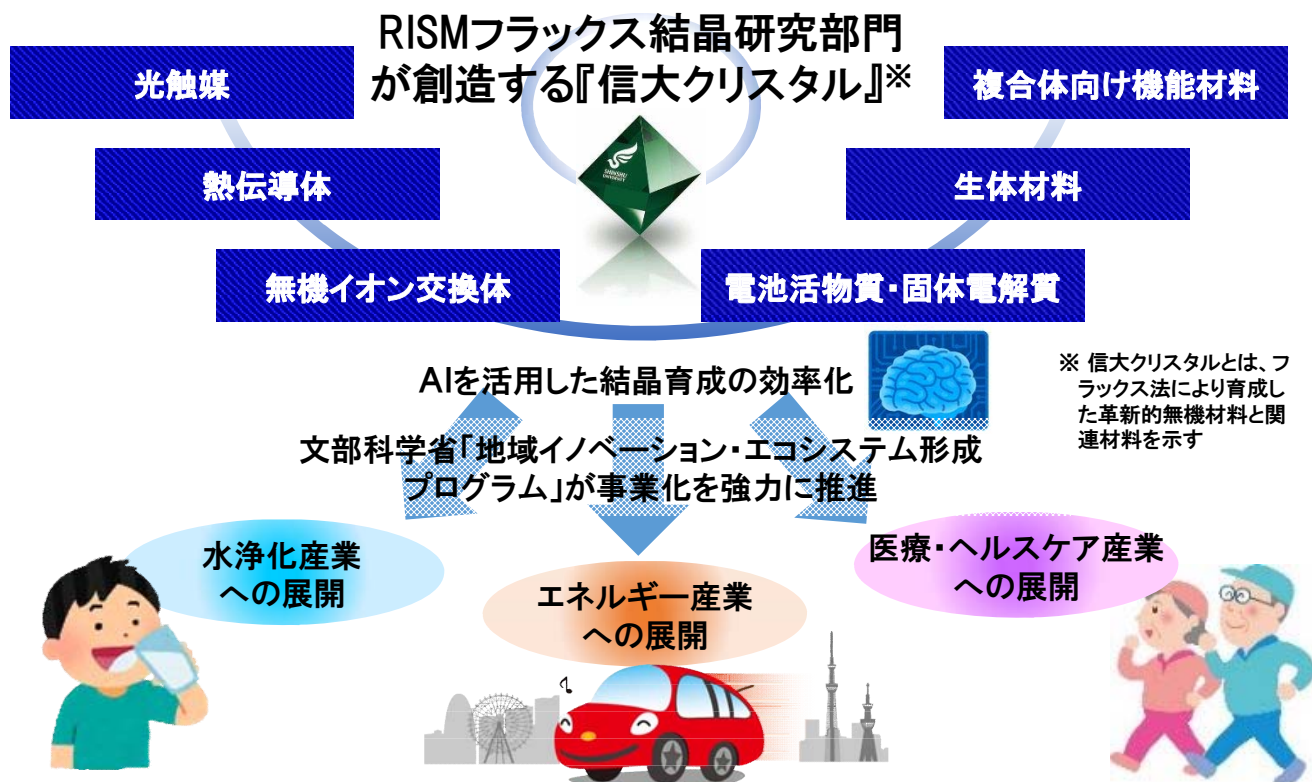 RISMフラックス結晶研究部門
が創造する『信大クリスタル』※
光触媒
複合体向け機能材料
熱伝導体
生体材料
無機イオン交換体
電池活物質・固体電解質
SHINSHU
UNIVERSITY
AIを活用した結晶育成の効率化
※ 信大クリスタルとは、フ
ラックス法により育成し
た革新的無機材料と関
連材料を示す
文部科学省「地域イノベーション・エコシステム形成
プログラム」が事業化を強力に推進
水浄化産業
への展開
エネルギー産業
への展開
医療・ヘルスケア産業
への展開